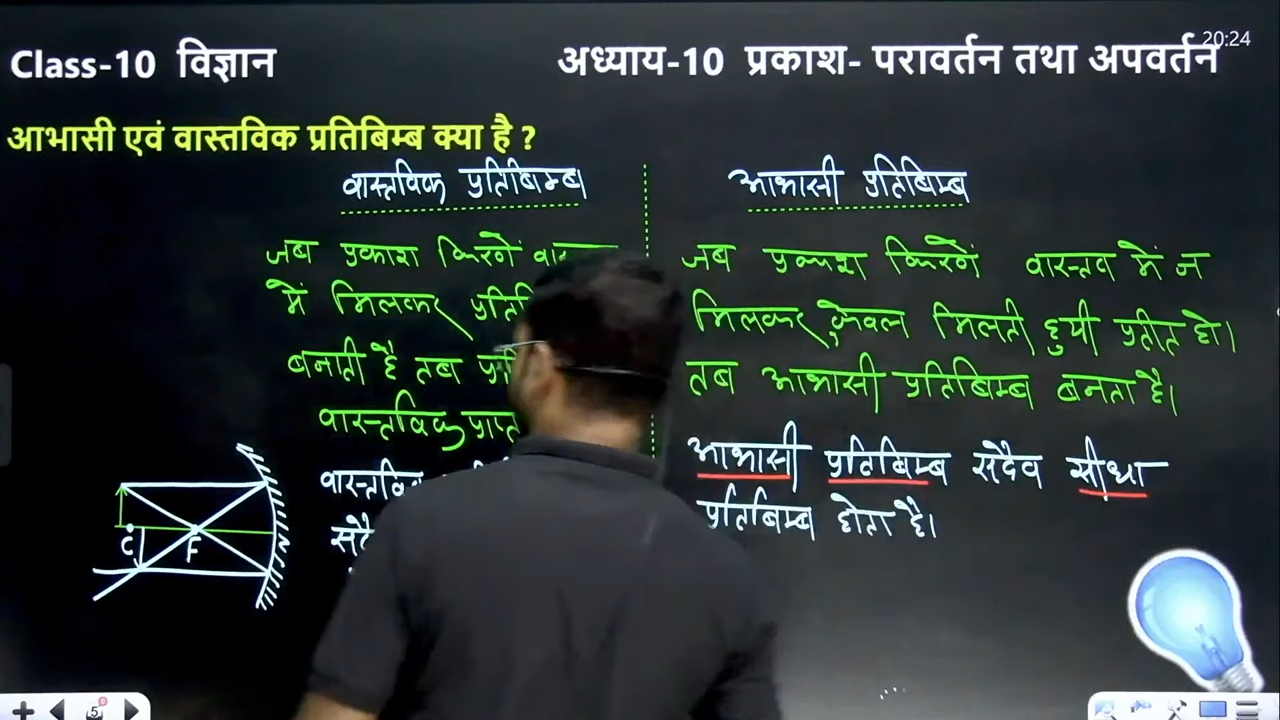 20:24
Class-10 विज्ञान
अध्याय-10 प्रकाश- परावर्तन तथा अपवर्तन
आभासी एवं वास्तविक प्रतिबिम्ब क्या है ?
वास्तविक प्रतिबिम्ब
जब प्रकाश किरणें
में मिलकर
बनाती है तब
वास्तविक प्राप्त
सदै
आभासी प्रतिबिम्ब
जब प्रकाश किरणें वास्तव में न
मिलकर केवल मिलती हुयी प्रतीत हो।
तब आभासी प्रतिबिम्ब बनता है।
आभासी प्रतिबिम्ब सदैव सीधा
प्रतिबिम्ब होता है।
C F
5